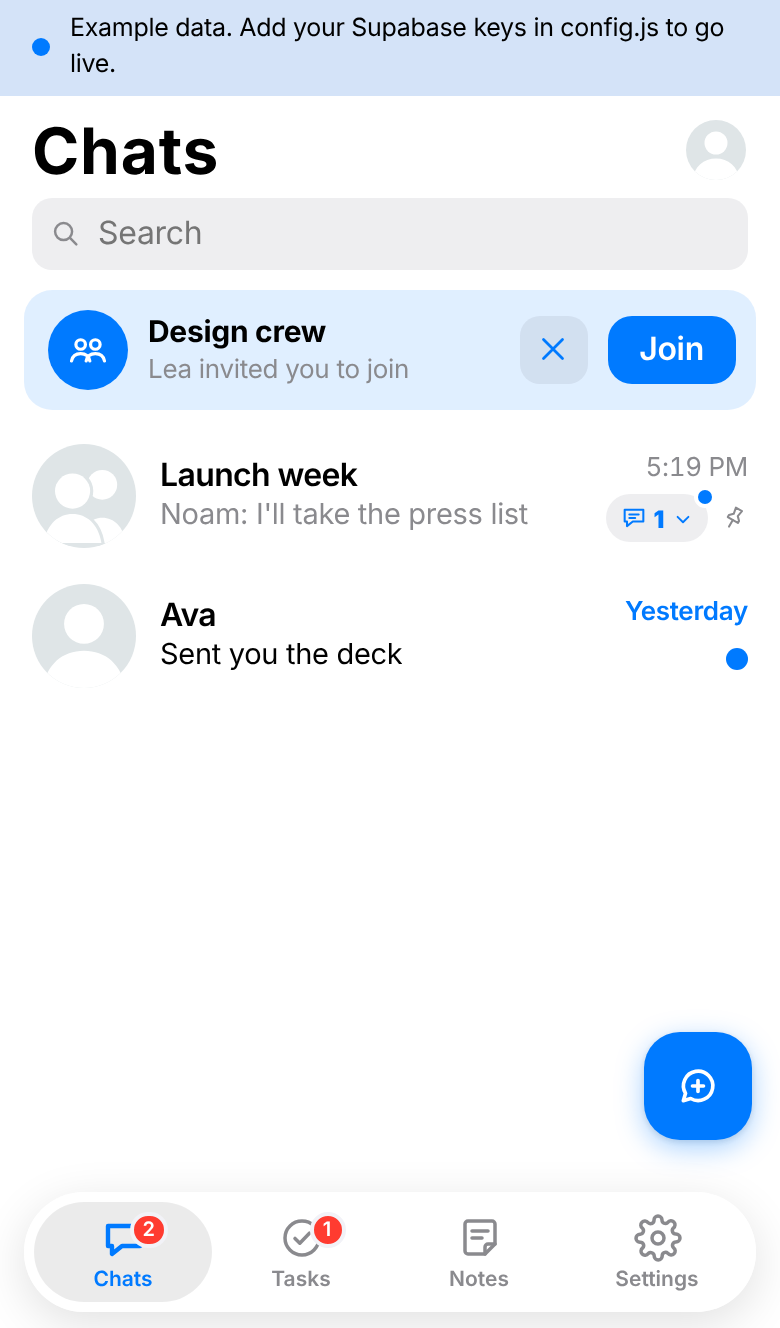 Example data. Add your Supabase keys in config.js to go
live.
Chats
Search
Design crew
Lea invited you to join
Join
Launch week
5:19 PM
Noam: I'll take the press list
1
Ava
Yesterday
Sent you the deck
2
1
Chats
Tasks
Notes
Settings